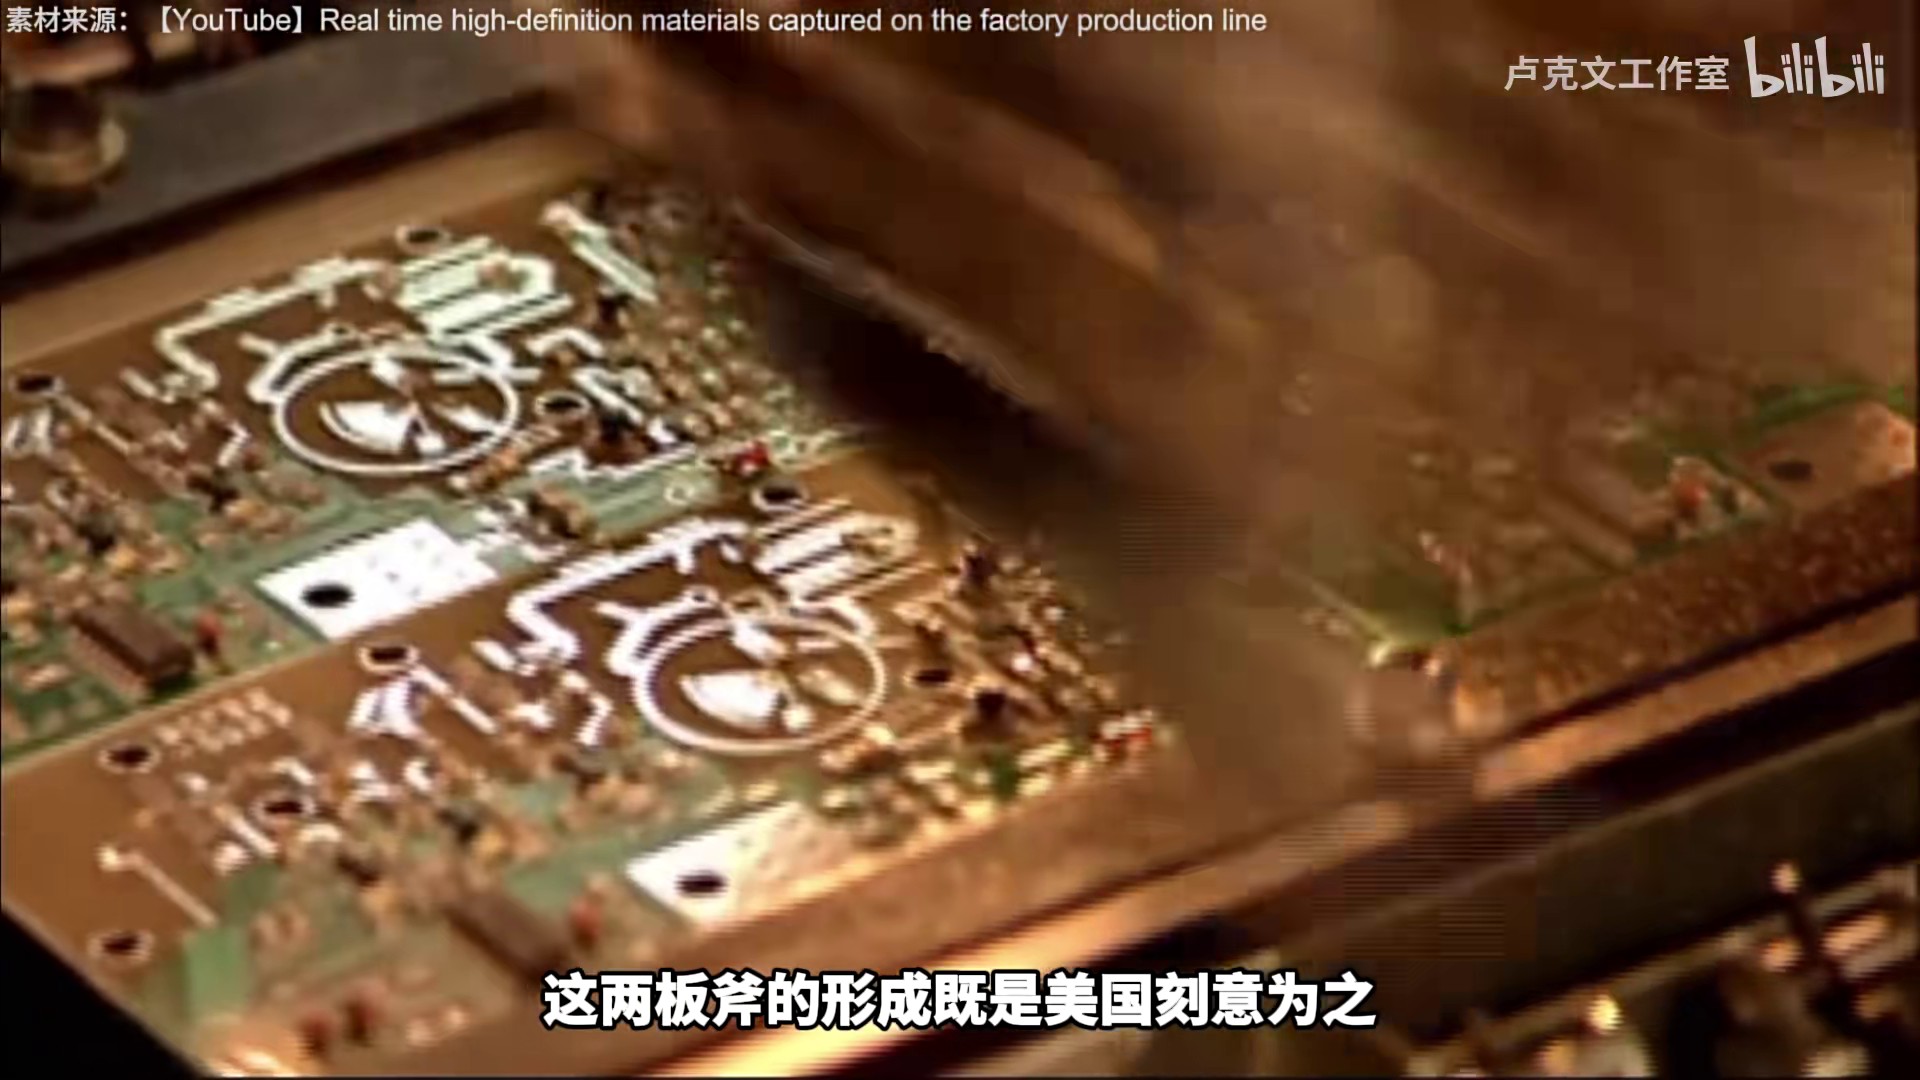 素材来源：【YouTube】Real time high-definition materials captured on the factory production line
卢克文工作室 bilibili
这两板斧的形成既是美国刻意为之